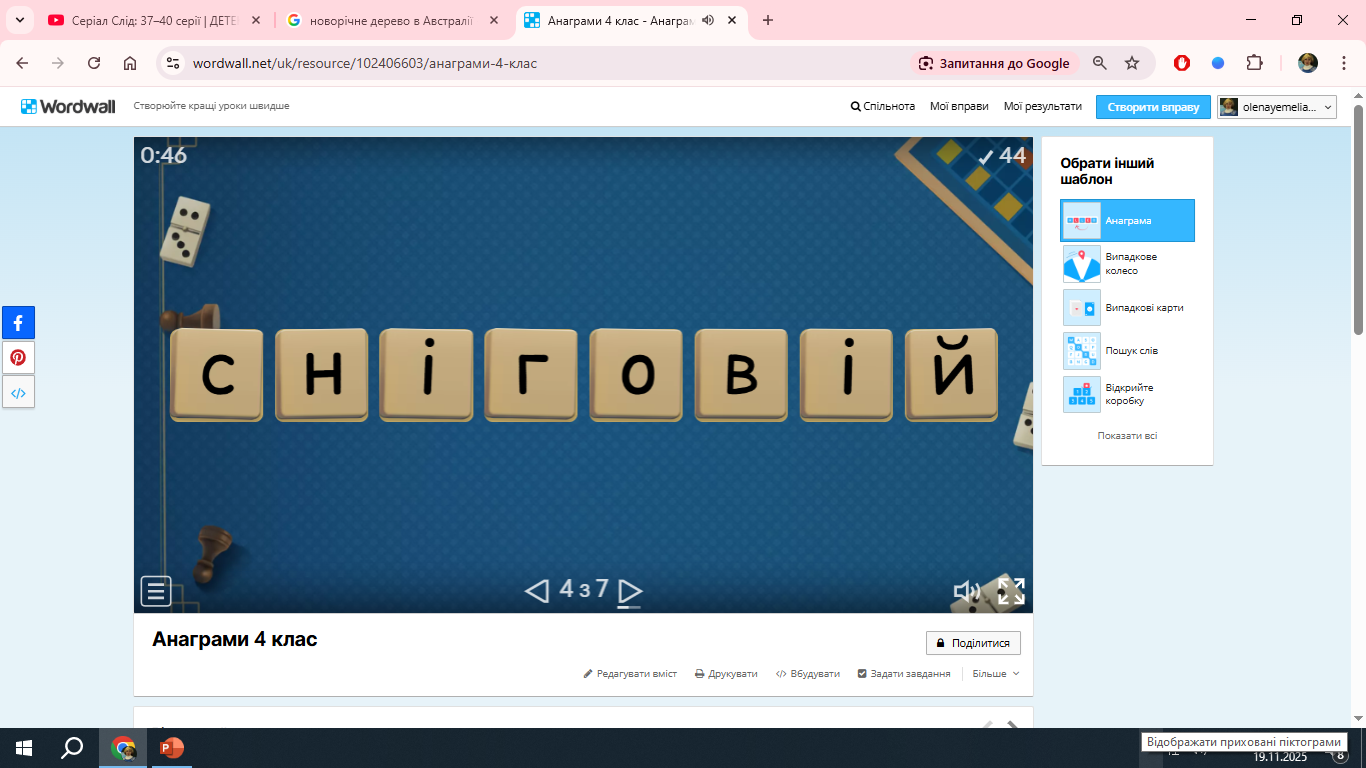 Серіал Слід: 37–40 серії | ДЕТЕ
новорічне дерево в Австралії
Анаграми 4 клас - Анаграм
wordwall.net/uk/resource/102406603/анаграми-4-клас
Запитання до Google
Wordwall
Створюйте кращі уроки швидше
Спільнота
Мої вправи
Мої результати
Створити вправу
olenayemelia...
0:46
44
с н і г о в і й
4 з 7
Обрати інший
шаблон
Анаграма
Випадкове
колесо
Випадкові карти
Пошук слів
Відкрийте
коробку
Показати всі
Анаграми 4 клас
Поділитися
Редагувати вміст
Друкувати
Вбудувати
Задати завдання
Більше
Відображати приховані піктограми
19.11.2025
8